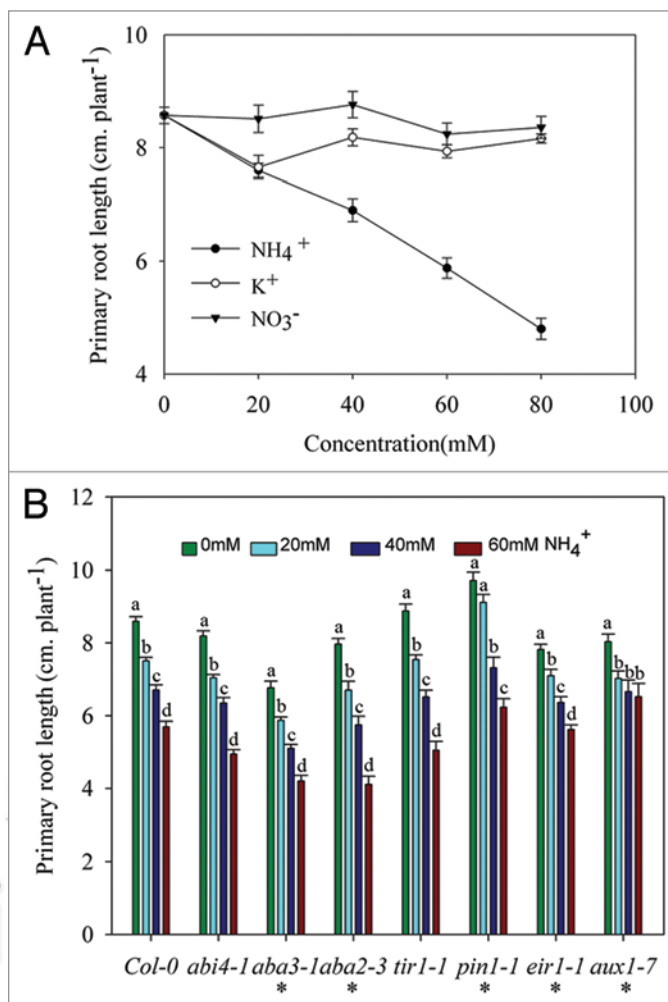 A
Primary root length (cm. plant⁻¹)
10
8
6
4
NH₄⁺
K⁺
NO₃⁻
0 20 40 60 80 100
Concentration(mM)
B
Primary root length (cm. plant⁻¹)
12
10
8
6
4
2
0
0mM 20mM 40mM 60mM NH₄⁺
a b c d a b c d a b c d a b c d a b c d a a b c a b c d a b b b
Col-0 abi4-1 aba3-1 aba2-3 tir1-1 pin1-1 eir1-1 aux1-7
* * * * *